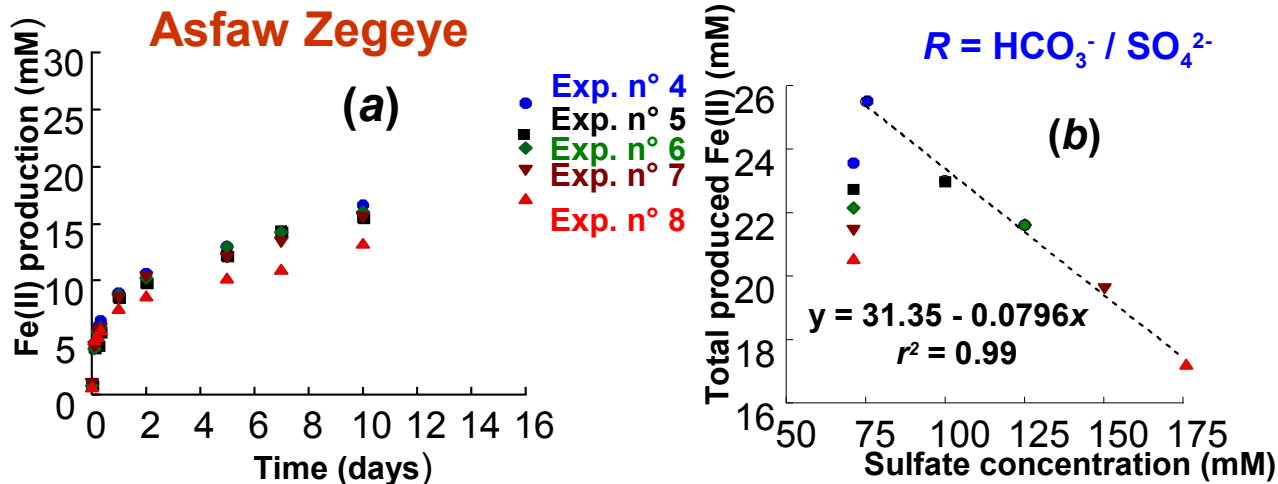 Asfaw Zegeye
Fe(II) production (mM)
30
25
20
15
10
5
0
0 2 4 6 8 10 12 14 16
Time (days)
(a)
Exp. n° 4
Exp. n° 5
Exp. n° 6
Exp. n° 7
Exp. n° 8
R = HCO₃⁻ / SO₄²⁻
(b)
Total produced Fe(II) (mM)
26
24
22
20
18
16
y = 31.35 - 0.0796x
r² = 0.99
50 75 100 125 150 175
Sulfate concentration (mM)